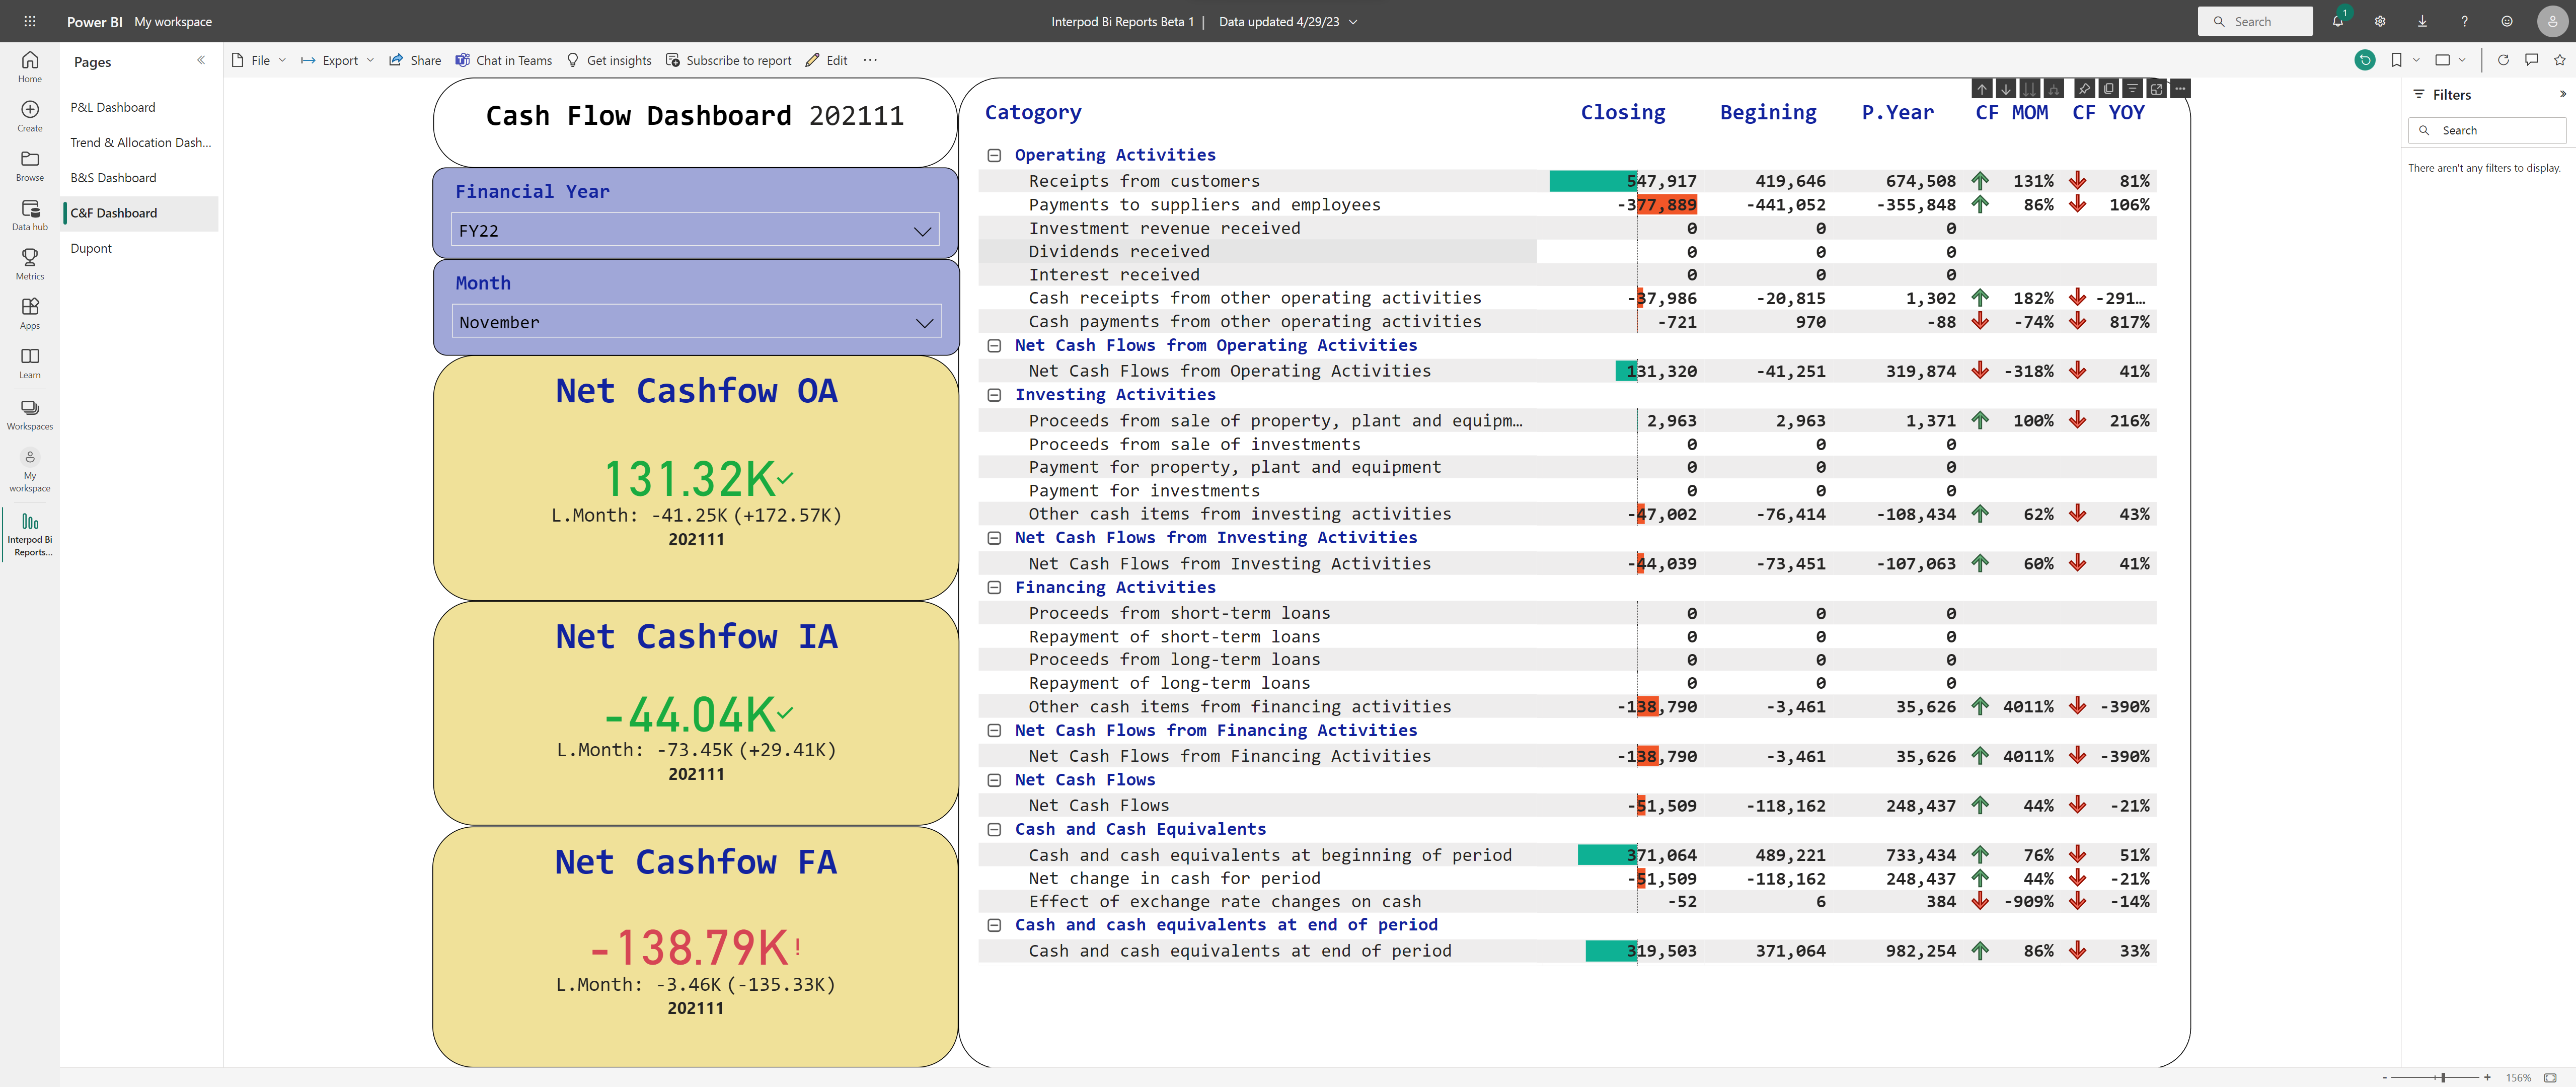 Power BI My workspace
Interpod Bi Reports Beta 1 | Data updated 4/29/23
Search
1
Home
Create
Browse
Data hub
Metrics
Apps
Learn
Workspaces
My workspace
Interpod Bi Reports...
Pages
P&L Dashboard
Trend & Allocation Dash...
B&S Dashboard
C&F Dashboard
Dupont
File Export Share Chat in Teams Get insights Subscribe to report Edit ...
Cash Flow Dashboard 202111
Financial Year
FY22
Month
November
Net Cashfow OA
131.32K
L.Month: -41.25K (+172.57K)
202111
Net Cashfow IA
-44.04K
L.Month: -73.45K (+29.41K)
202111
Net Cashfow FA
-138.79K!
L.Month: -3.46K (-135.33K)
202111
Catogory Closing Begining P.Year CF MOM CF YOY
Operating Activities
Receipts from customers 547,917 419,646 674,508 131% 81%
Payments to suppliers and employees -377,889 -441,052 -355,848 86% 106%
Investment revenue received 0 0 0
Dividends received 0 0 0
Interest received 0 0 0
Cash receipts from other operating activities -37,986 -20,815 1,302 182% -291...
Cash payments from other operating activities -721 970 -88 -74% 817%
Net Cash Flows from Operating Activities
Net Cash Flows from Operating Activities 131,320 -41,251 319,874 -318% 41%
Investing Activities
Proceeds from sale of property, plant and equipm... 2,963 2,963 1,371 100% 216%
Proceeds from sale of investments 0 0 0
Payment for property, plant and equipment 0 0 0
Payment for investments 0 0 0
Other cash items from investing activities -47,002 -76,414 -108,434 62% 43%
Net Cash Flows from Investing Activities
Net Cash Flows from Investing Activities -44,039 -73,451 -107,063 60% 41%
Financing Activities
Proceeds from short-term loans 0 0 0
Repayment of short-term loans 0 0 0
Proceeds from long-term loans 0 0 0
Repayment of long-term loans 0 0 0
Other cash items from financing activities -138,790 -3,461 35,626 4011% -390%
Net Cash Flows from Financing Activities
Net Cash Flows from Financing Activities -138,790 -3,461 35,626 4011% -390%
Net Cash Flows
Net Cash Flows -51,509 -118,162 248,437 44% -21%
Cash and Cash Equivalents
Cash and cash equivalents at beginning of period 371,064 489,221 733,434 76% 51%
Net change in cash for period -51,509 -118,162 248,437 44% -21%
Effect of exchange rate changes on cash -52 6 384 -909% -14%
Cash and cash equivalents at end of period
Cash and cash equivalents at end of period 319,503 371,064 982,254 86% 33%
Filters
Search
There aren't any filters to display.
- + 156%